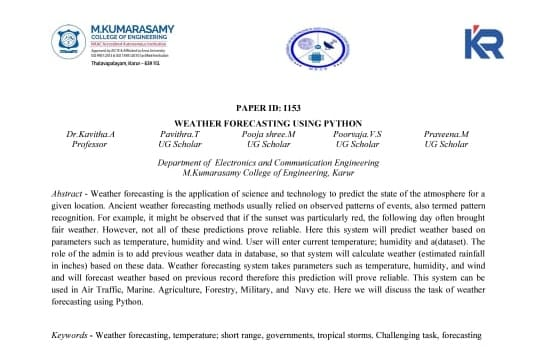 M.KUMARASAMY
COLLEGE OF ENGINEERING
NAAC Accredited Autonomous Institution
Approved by AICTE & Affiliated to Anna University
Thalavapalayam, Karur - 639 113.
KR
PAPER ID: I153
WEATHER FORECASTING USING PYTHON
Dr.Kavitha.A Pavithra.T Pooja shree.M Poorvaja.V.S Praveena.M
Professor UG Scholar UG Scholar UG Scholar UG Scholar
Department of Electronics and Communication Engineering
M.Kumarasamy College of Engineering, Karur
Abstract - Weather forecasting is the application of science and technology to predict the state of the atmosphere for a
given location. Ancient weather forecasting methods usually relied on observed patterns of events, also termed pattern
recognition. For example, it might be observed that if the sunset was particularly red, the following day often brought
fair weather. However, not all of these predictions prove reliable. Here this system will predict weather based on
parameters such as temperature, humidity and wind. User will enter current temperature; humidity and a(dataset). The
role of the admin is to add previous weather data in database, so that system will calculate weather (estimated rainfall
in inches) based on these data. Weather forecasting system takes parameters such as temperature, humidity, and wind
and will forecast weather based on previous record therefore this prediction will prove reliable. This system can be
used in Air Traffic, Marine. Agriculture, Forestry, Military, and Navy etc. Here we will discuss the task of weather
forecasting using Python.
Keywords - Weather forecasting, temperature; short range, governments, tropical storms, Challenging task, forecasting